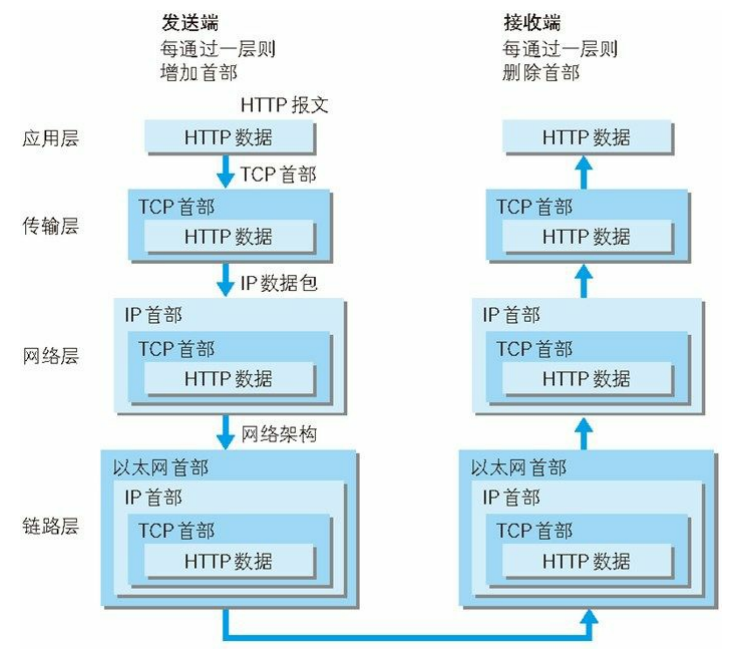 发送端
每通过一层则
增加首部
接收端
每通过一层则
删除首部
HTTP 报文
应用层
HTTP 数据
HTTP 数据
TCP 首部
传输层
TCP 首部
HTTP 数据
TCP 首部
HTTP 数据
IP 数据包
网络层
IP 首部
TCP 首部
HTTP 数据
IP 首部
TCP 首部
HTTP 数据
网络架构
链路层
以太网首部
IP 首部
TCP 首部
HTTP 数据
以太网首部
IP 首部
TCP 首部
HTTP 数据